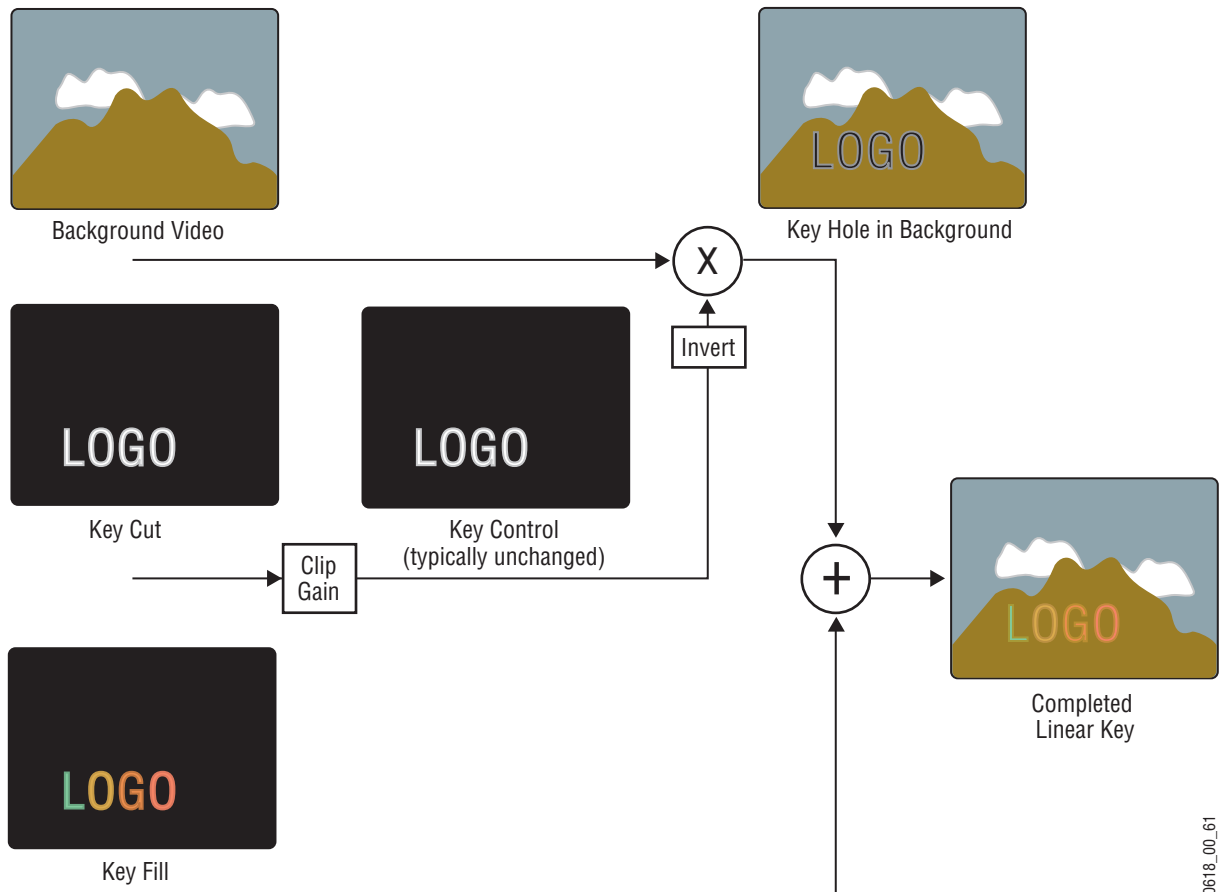 LOGO
Background Video
Key Hole in Background
X
Invert
LOGO
LOGO
Key Cut
Key Control
(typically unchanged)
Clip
Gain
+
LOGO
Completed
Linear Key
LOGO
Key Fill
0618_00_61